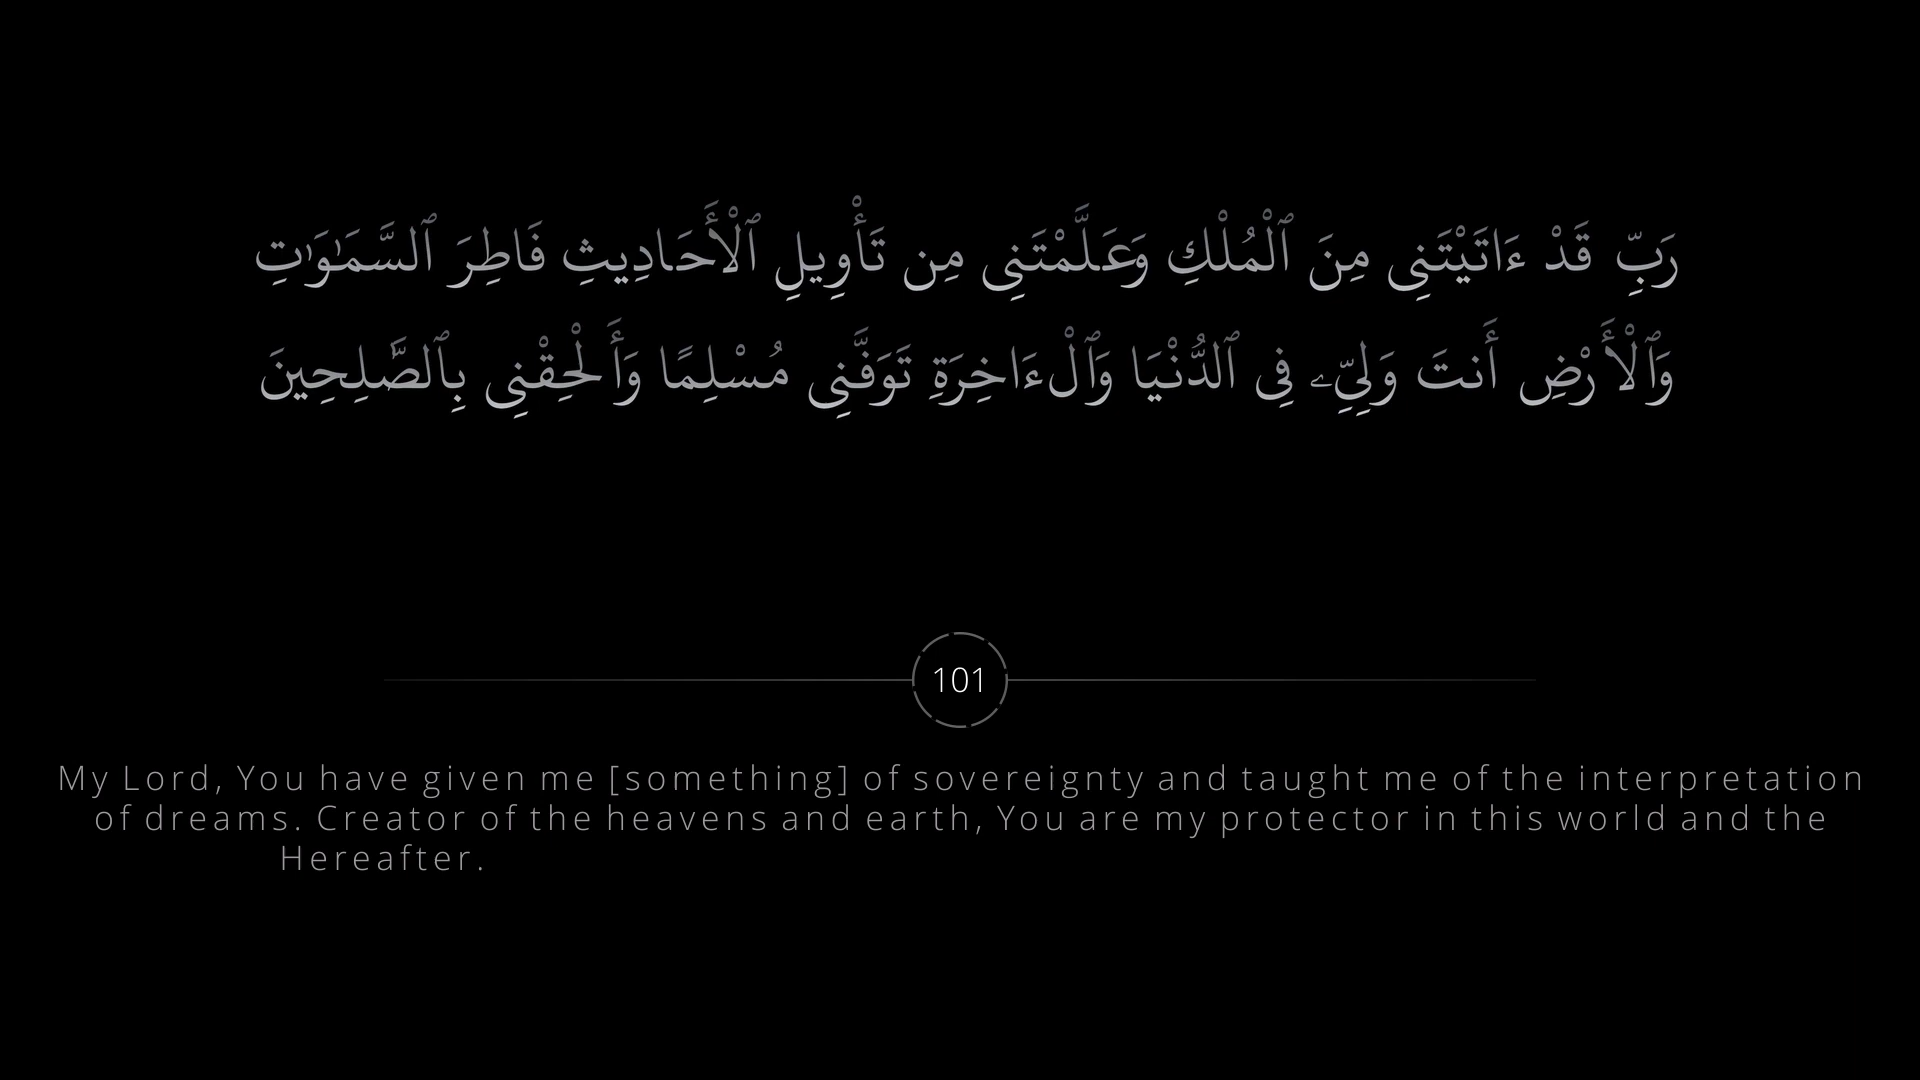 رَبِّ قَدْ ءَاتَيْتَنِى مِنَ ٱلْمُلْكِ وَعَلَّمْتَنِى مِن تَأْوِيلِ ٱلْأَحَادِيثِ فَاطِرَ ٱلسَّمَٰوَٰتِ
وَٱلْأَرْضِ أَنتَ وَلِىِّۦ فِى ٱلدُّنْيَا وَٱلْءَاخِرَةِ تَوَفَّنِى مُسْلِمًا وَأَلْحِقْنِى بِٱلصَّٰلِحِينَ
101
My Lord, You have given me [something] of sovereignty and taught me of the interpretation
of dreams. Creator of the heavens and earth, You are my protector in this world and the
Hereafter.